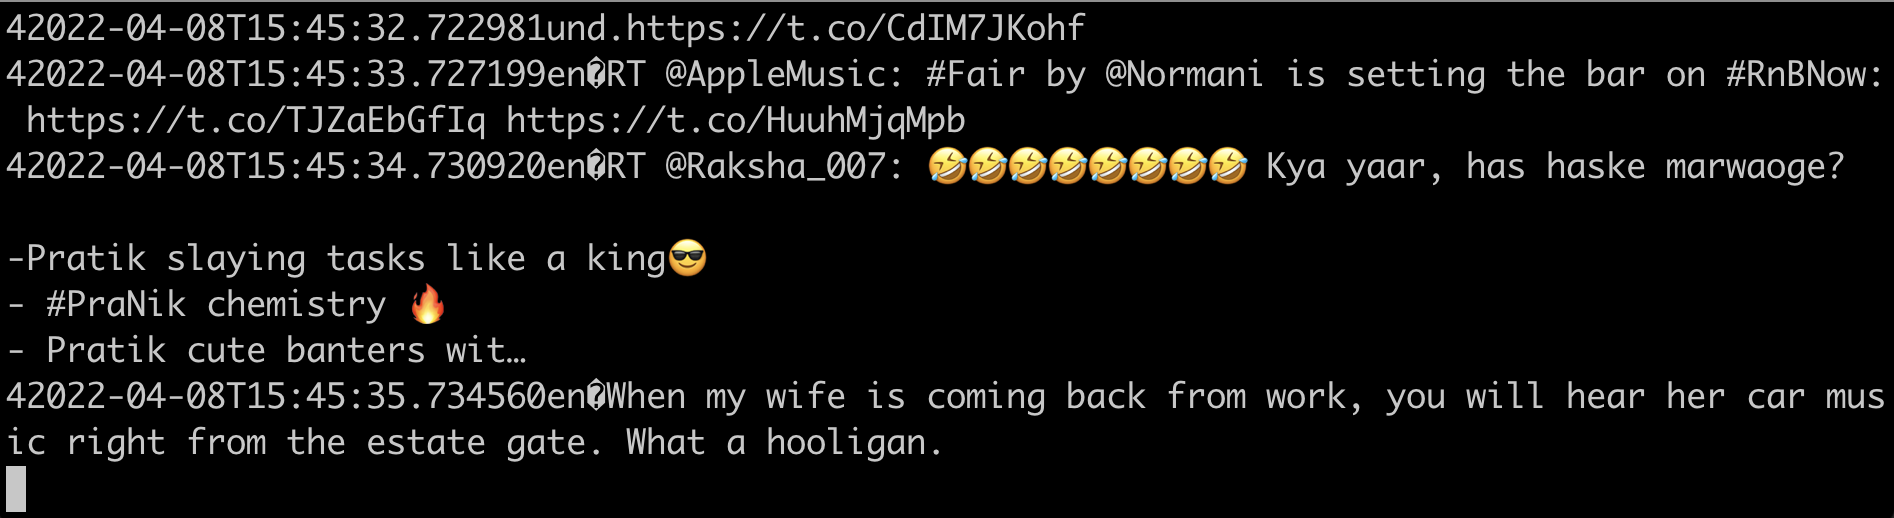 42022-04-08T15:45:32.722981und.https://t.co/CdIM7JKohf
42022-04-08T15:45:33.727199en�RT @AppleMusic: #Fair by @Normani is setting the bar on #RnBNow:
https://t.co/TJZaEbGfIq https://t.co/HuuhMjqMpb
42022-04-08T15:45:34.730920en�RT @Raksha_007: 🤣🤣🤣🤣🤣🤣🤣🤣 Kya yaar, has haske marwaoge?
-Pratik slaying tasks like a king😎
- #PraNik chemistry 🔥
- Pratik cute banters wit…
42022-04-08T15:45:35.734560en�When my wife is coming back from work, you will hear her car mus
ic right from the estate gate. What a hooligan.